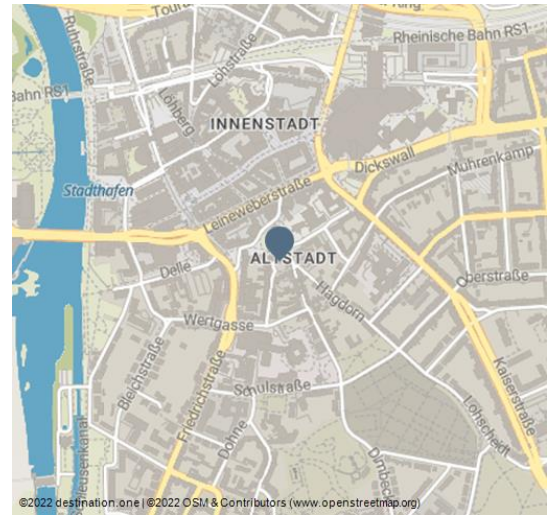 Ruhrstraße
Rheinische Bahn RS1
Bahn RS1
Löhstraße
Löhberg
INNENSTADT
Dickswall
Mührenkamp
Stadthafen
Leineweberstraße
ALTSTADT
Delle
Oberstraße
Hagdorn
Wertgasse
Bleichstraße
Friedrichstraße
Kaiserstraße
Schulstraße
Lohscheidt
Dohne
Dimbeck
©2022 destination.one | ©2022 OSM & Contributors (www.openstreetmap.org)